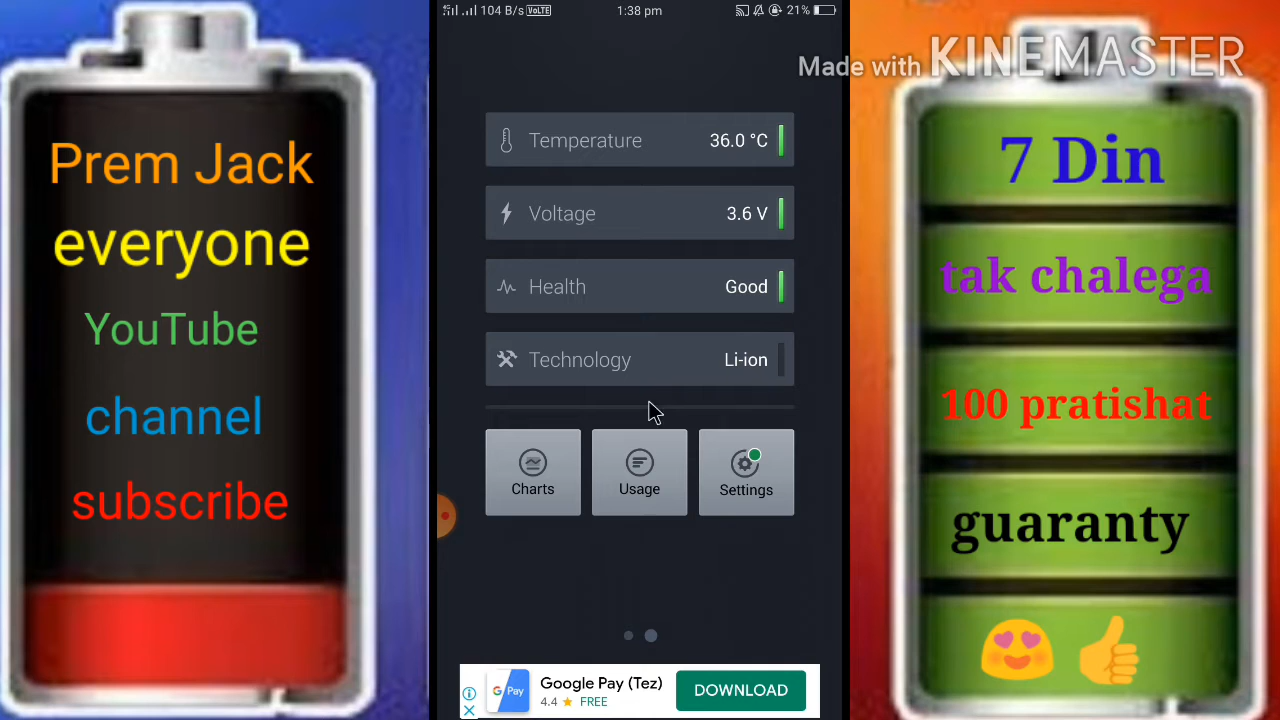 104 B/s VoLTE 1:38 pm 21%
Made with KINEMASTER
Prem Jack
everyone
YouTube
channel
subscribe
Temperature 36.0 °C
Voltage 3.6 V
Health Good
Technology Li-ion
Charts Usage Settings
Google Pay (Tez)
G Pay
4.4 ★ FREE
DOWNLOAD
7 Din
tak chalega
100 pratishat
guaranty